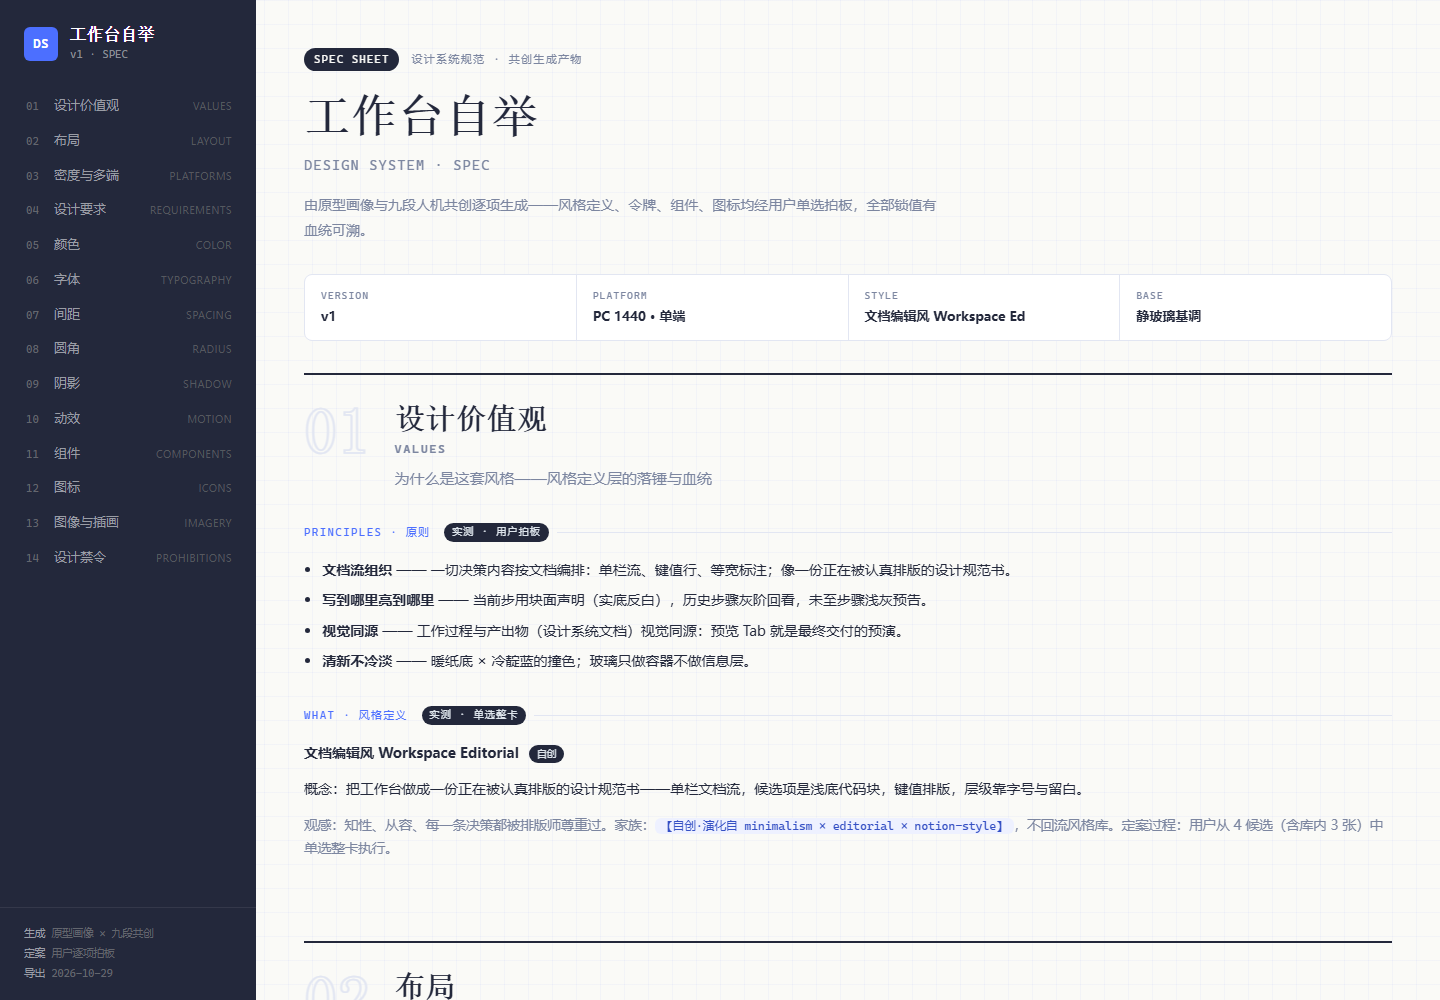 DS
工作台自举
v1 · SPEC
01 设计价值观 VALUES
02 布局 LAYOUT
03 密度与多端 PLATFORMS
04 设计要求 REQUIREMENTS
05 颜色 COLOR
06 字体 TYPOGRAPHY
07 间距 SPACING
08 圆角 RADIUS
09 阴影 SHADOW
10 动效 MOTION
11 组件 COMPONENTS
12 图标 ICONS
13 图像与插画 IMAGERY
14 设计禁令 PROHIBITIONS
生成 原型画像 × 九段共创
定案 用户逐项拍板
导出 2026-10-29
SPEC SHEET 设计系统规范 · 共创生成产物
工作台自举
DESIGN SYSTEM · SPEC
由原型画像与九段人机共创逐项生成——风格定义、令牌、组件、图标均经用户单选拍板，全部锁值有
血统可溯。
VERSION
v1
PLATFORM
PC 1440 • 单端
STYLE
文档编辑风 Workspace Ed
BASE
静玻璃基调
01 设计价值观
VALUES
为什么是这套风格——风格定义层的落锤与血统
PRINCIPLES · 原则 实测 · 用户拍板
• 文档流组织 —— 一切决策内容按文档编排：单栏流、键值行、等宽标注；像一份正在被认真排版的设计规范书。
• 写到哪里亮到哪里 —— 当前步用块面声明（实底反白），历史步骤灰阶回看，未至步骤浅灰预告。
• 视觉同源 —— 工作过程与产出物（设计系统文档）视觉同源：预览 Tab 就是最终交付的预演。
• 清新不冷淡 —— 暖纸底 × 冷靛蓝的撞色；玻璃只做容器不做信息层。
WHAT · 风格定义 实测 · 单选整卡
文档编辑风 Workspace Editorial 自创
概念：把工作台做成一份正在被认真排版的设计规范书——单栏文档流，候选项是浅底代码块，键值排版，层级靠字号与留白。
观感：知性、从容、每一条决策都被排版师尊重过。家族：【自创·演化自 minimalism × editorial × notion-style】，不回流风格库。定案过程：用户从 4 候选（含库内 3 张）中
单选整卡执行。
02 布局